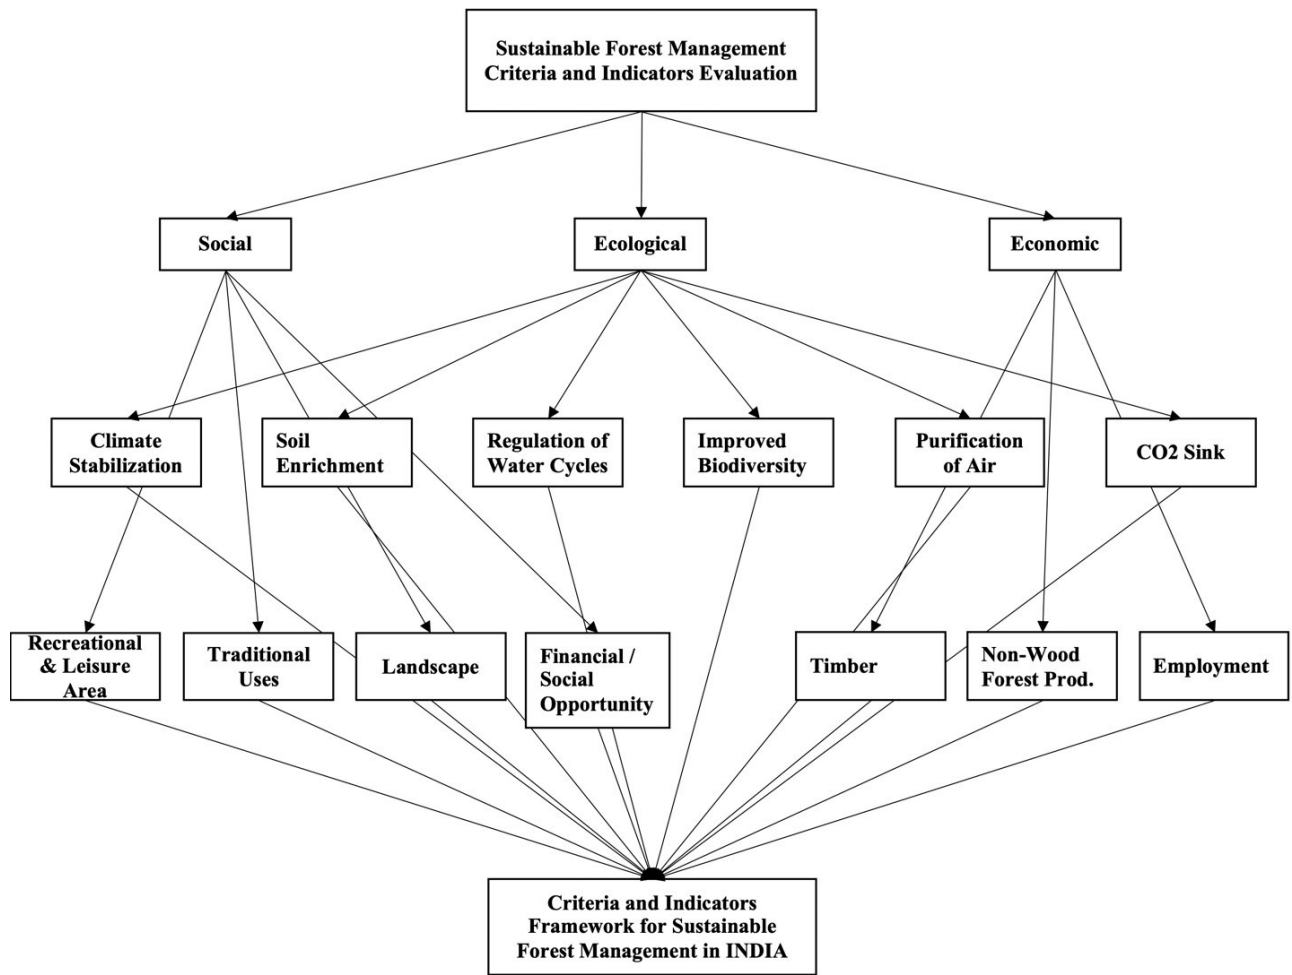 Sustainable Forest Management
Criteria and Indicators Evaluation
Social
Ecological
Economic
Climate
Stabilization
Soil
Enrichment
Regulation of
Water Cycles
Improved
Biodiversity
Purification
of Air
CO2 Sink
Recreational
& Leisure
Area
Traditional
Uses
Landscape
Financial /
Social
Opportunity
Timber
Non-Wood
Forest Prod.
Employment
Criteria and Indicators
Framework for Sustainable
Forest Management in INDIA